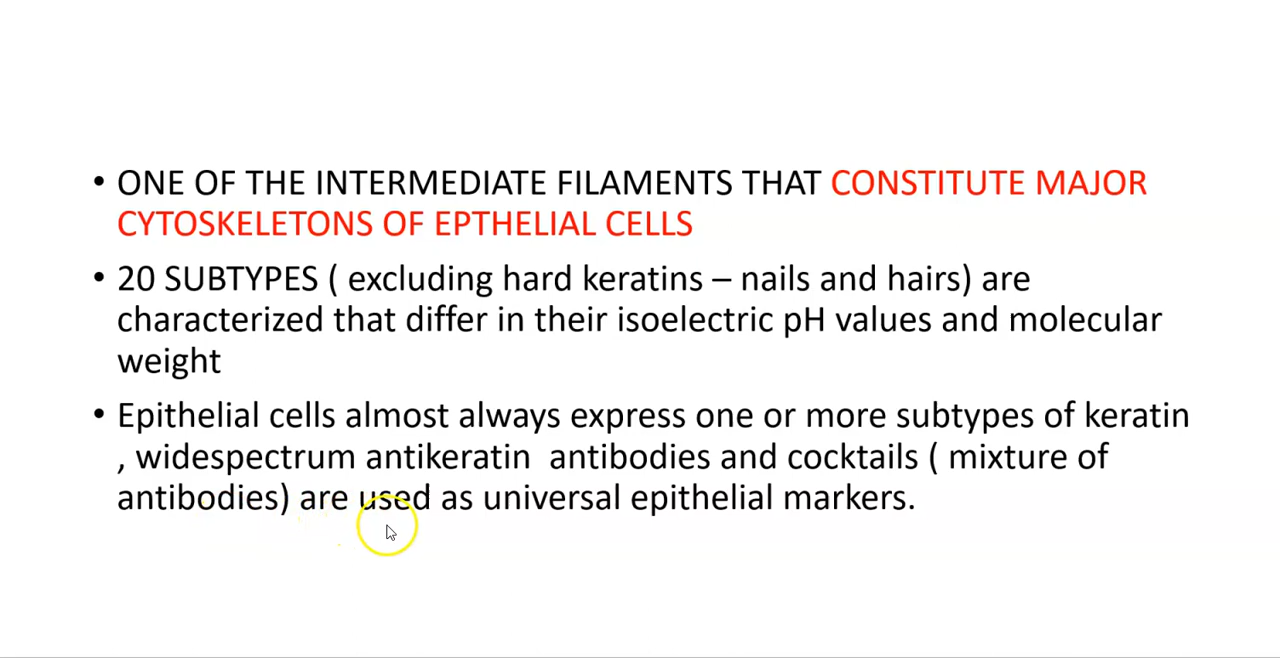 • ONE OF THE INTERMEDIATE FILAMENTS THAT CONSTITUTE MAJOR
CYTOSKELETONS OF EPTHELIAL CELLS
• 20 SUBTYPES ( excluding hard keratins – nails and hairs) are
characterized that differ in their isoelectric pH values and molecular
weight
• Epithelial cells almost always express one or more subtypes of keratin
, widespectrum antikeratin  antibodies and cocktails ( mixture of
antibodies) are used as universal epithelial markers.